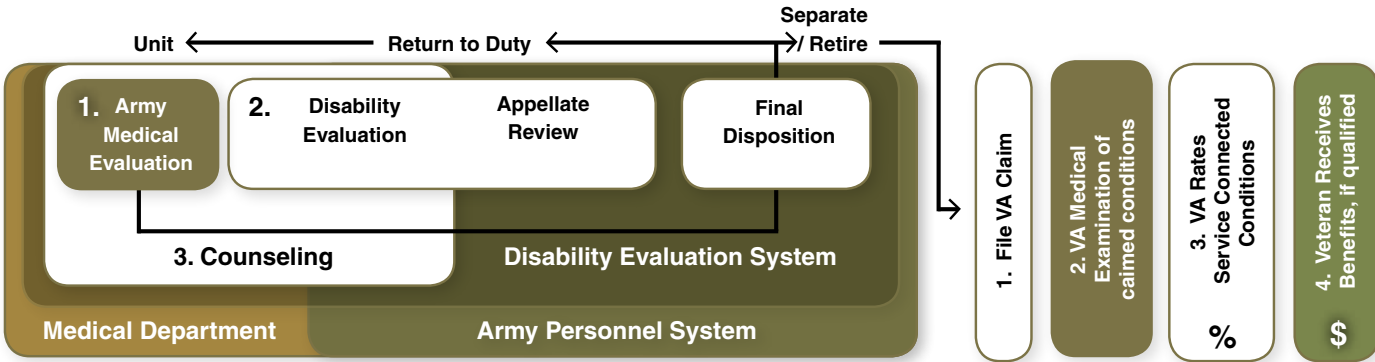 Separate
/ Retire
Unit
Return to Duty
1. Army
Medical
Evaluation
2. Disability
Evaluation
Appellate
Review
Final
Disposition
3. Counseling
Disability Evaluation System
Medical Department
Army Personnel System
1. File VA Claim
2. VA Medical
Examination of
caimed conditions
3. VA Rates
Service Connected
Conditions
%
4. Veteran Receives
Benefits, if qualified
$